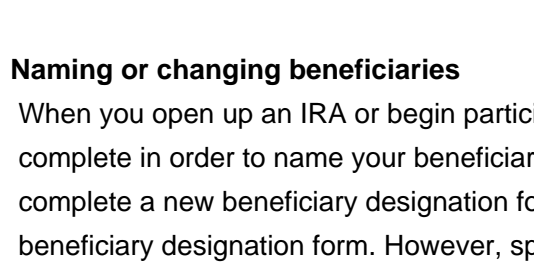 Naming or changing beneficiaries
When you open up an IRA or begin
complete in order to name your
complete a new beneficiary designation
beneficiary designation form. However,